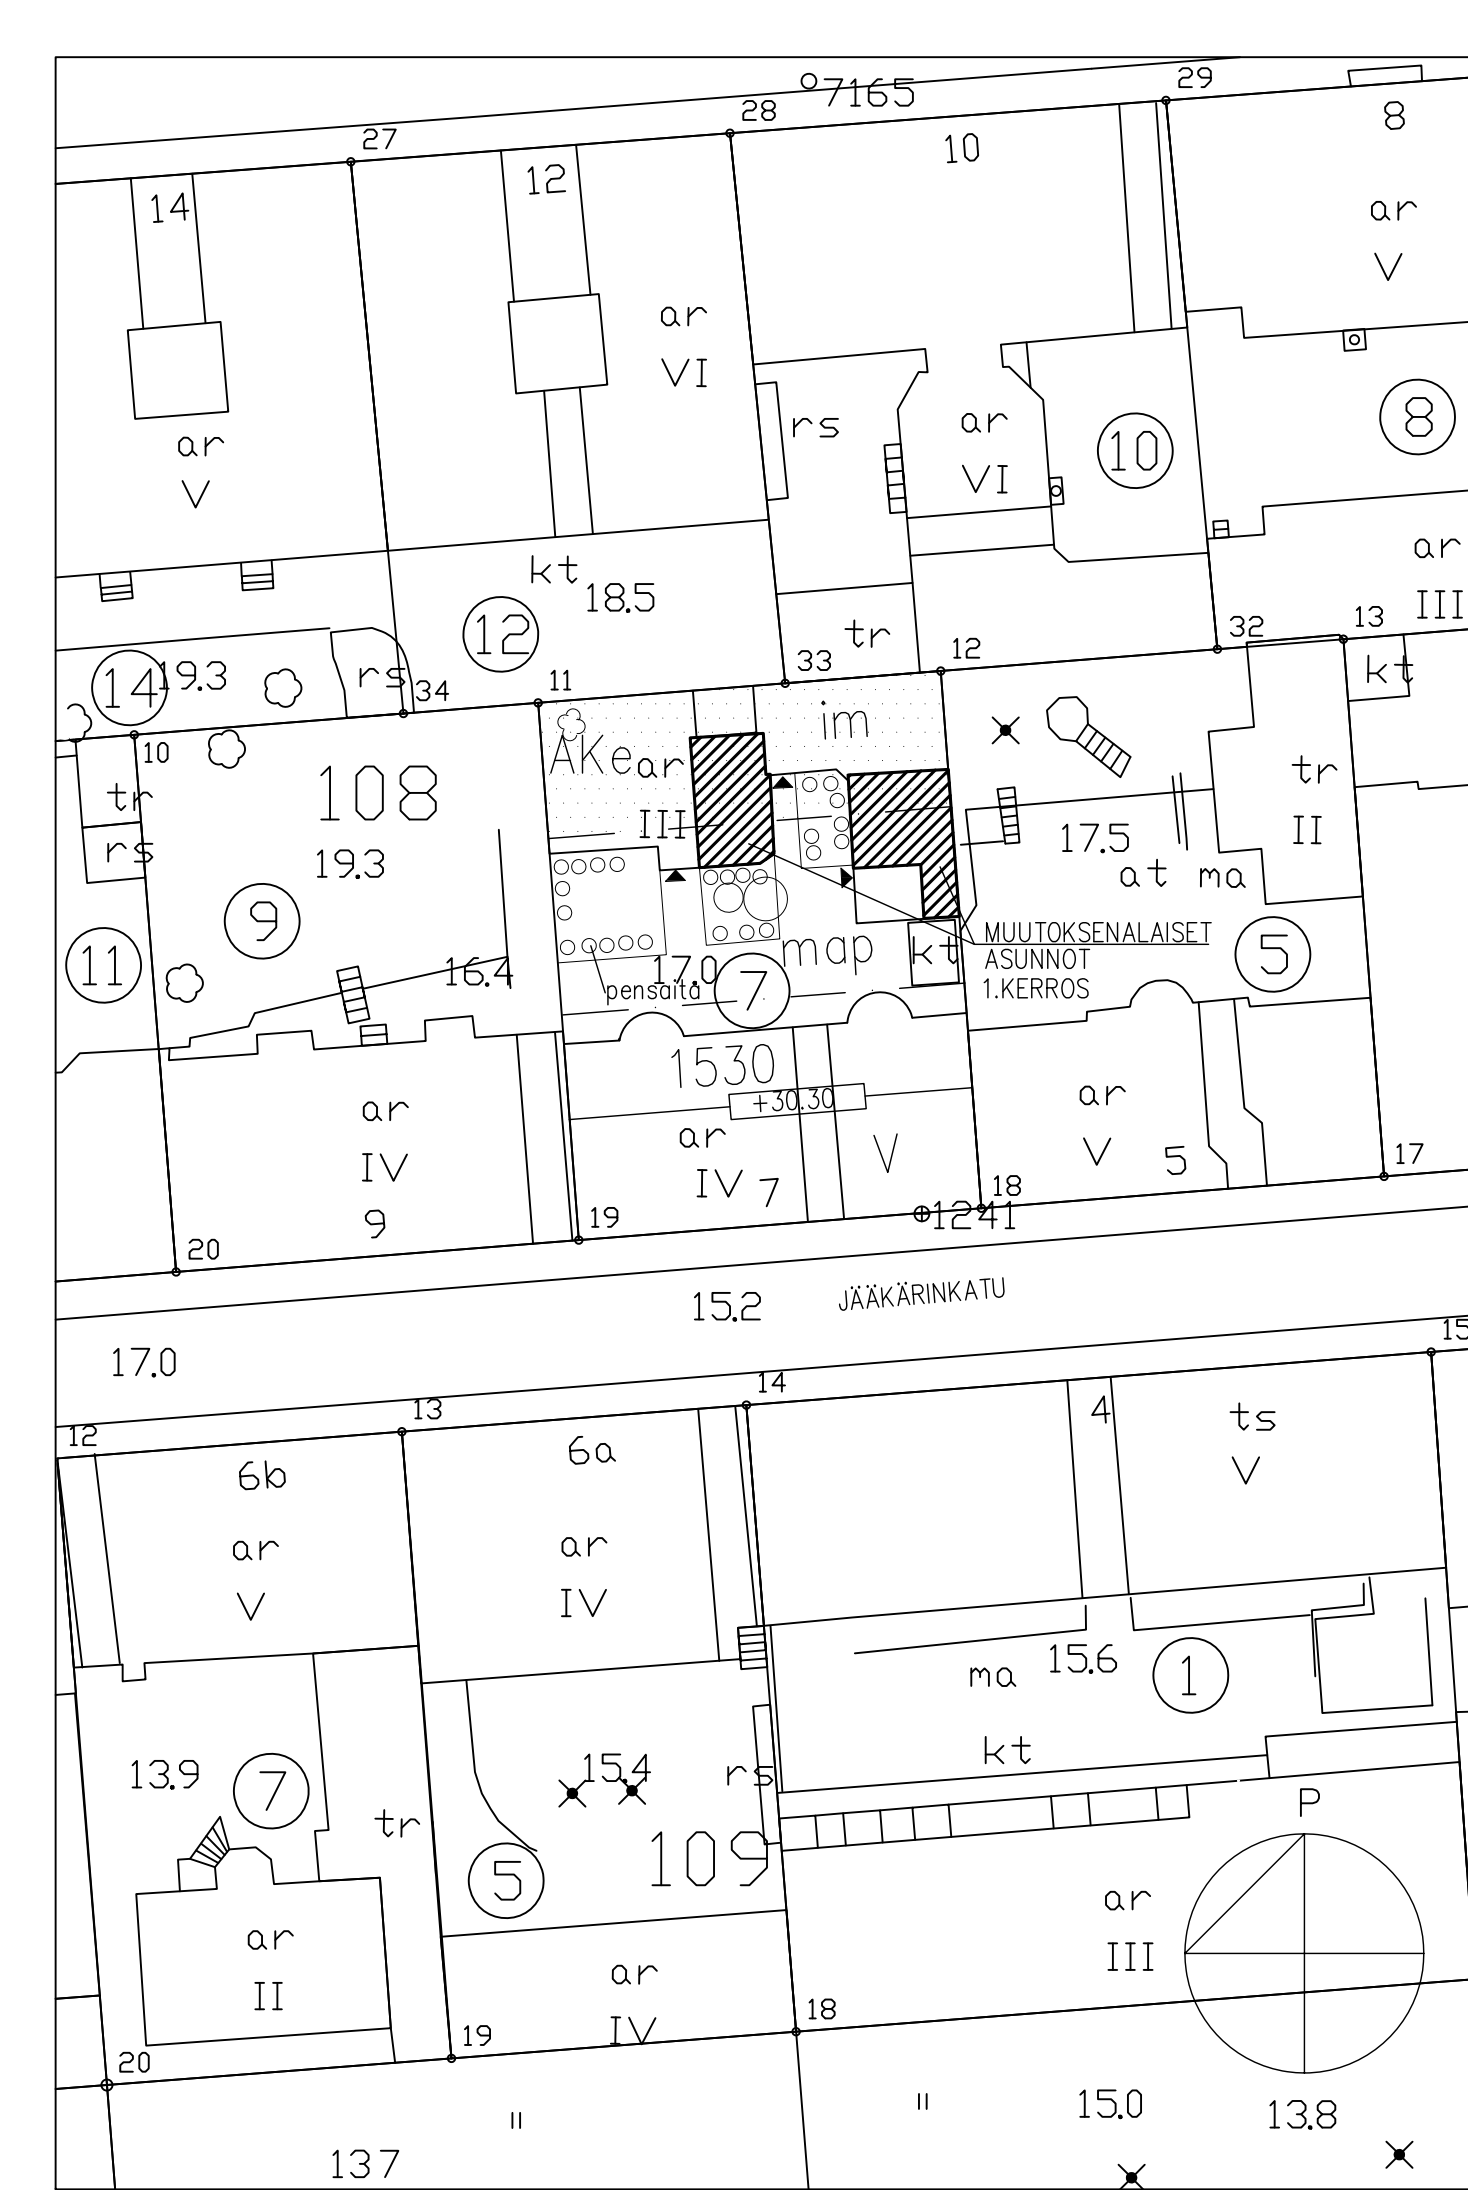 7165
29
28
27
8
10
12
14
ar
V
ar
VI
ar
V
rs
ar
VI
10
8
kt
18.5
12
ar
III
tr
32
13
12
33
11
34
rs
19.3
14
kt
10
im
AKe
ar
III
108
19.3
tr
rs
tr
II
17.5
at
ma
9
11
MUUTOKSENALAISET
ASUNNOT
1.KERROS
5
map
kt
17.0
7
pensaita
16.4
1530
+30.30
ar
IV
9
ar
IV
7
V
ar
V
5
17
18
1241
19
20
15.2
JÄÄKÄRINKATU
17.0
15
14
13
12
4
ts
V
6a
6b
ar
IV
ar
V
ma
15.6
1
kt
13.9
7
15.4
rs
P
tr
109
5
ar
III
ar
II
ar
IV
18
19
20
15.0
13.8
137